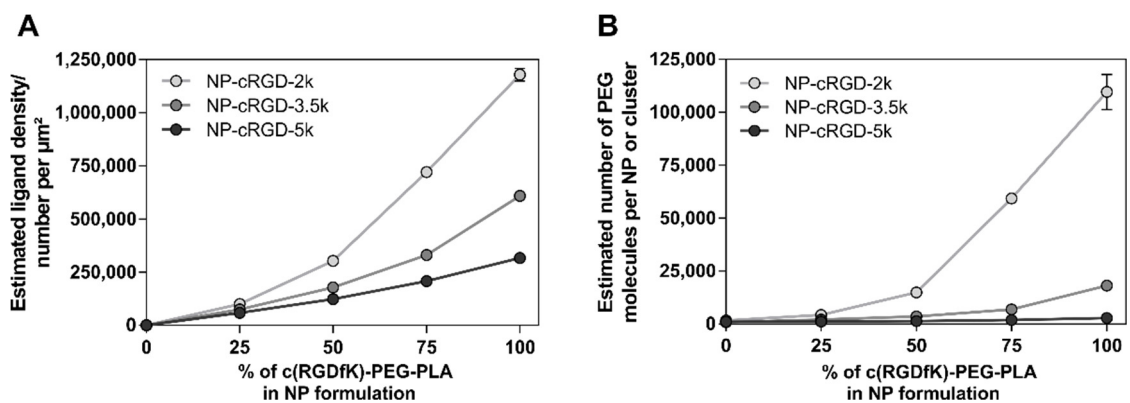 A
Estimated ligand density/
number per µm²
1,250,000
1,000,000
750,000
500,000
250,000
0
NP-cRGD-2k
NP-cRGD-3.5k
NP-cRGD-5k
0 25 50 75 100
% of c(RGDfK)-PEG-PLA
in NP formulation
B
Estimated number of PEG
molecules per NP or cluster
125,000
100,000
75,000
50,000
25,000
0
NP-cRGD-2k
NP-cRGD-3.5k
NP-cRGD-5k
0 25 50 75 100
% of c(RGDfK)-PEG-PLA
in NP formulation